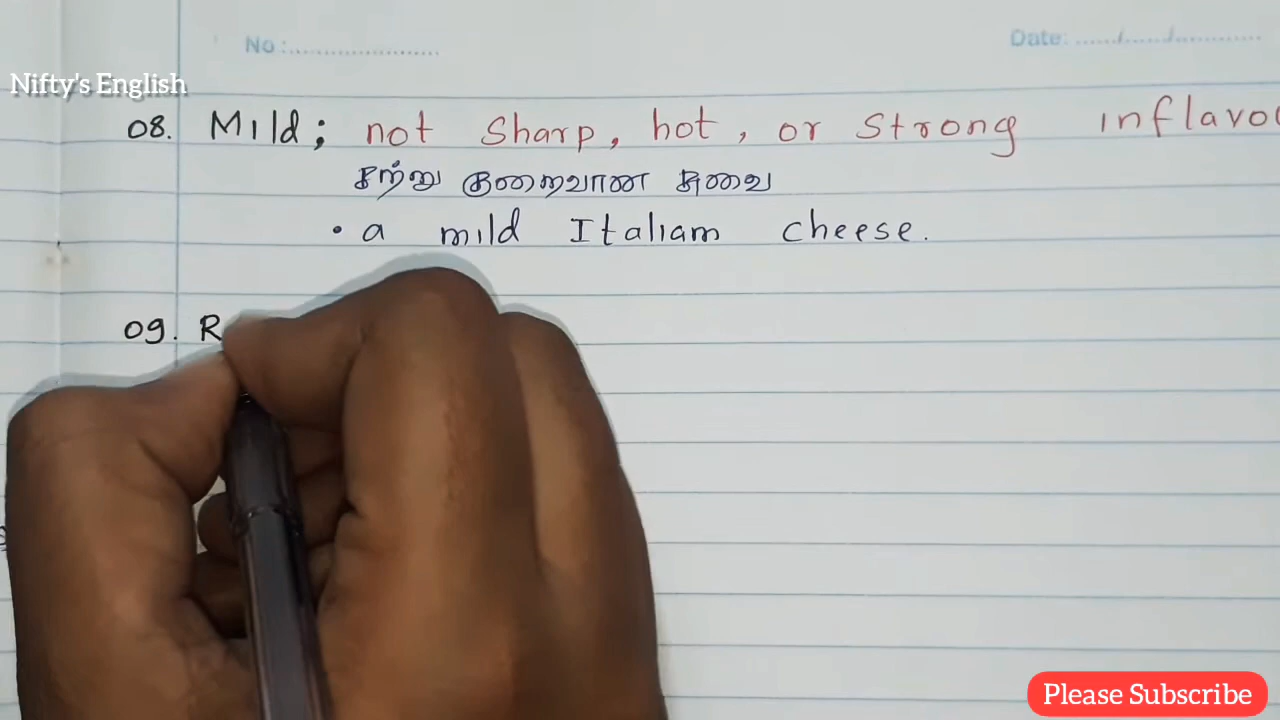 No :..................... Date: ....../......./................
Nifty's English
08. Mild; not Sharp, hot, or Strong inflavo
சற்று குறைவான சுவை
• a mild Italiam cheese.
09. R
Please Subscribe